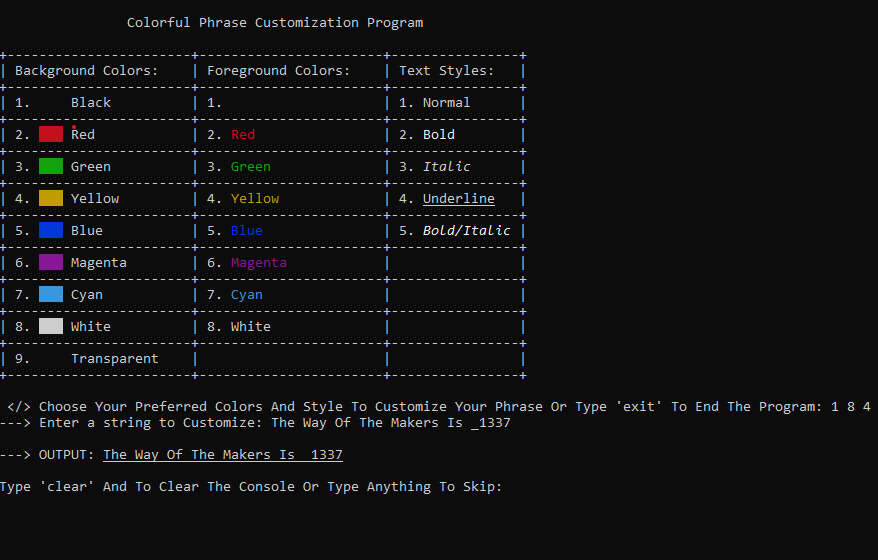 Colorful Phrase Customization Program
+-----------------------+-----------------------+----------------+
| Background Colors: | Foreground Colors: | Text Styles: |
+-----------------------+-----------------------+----------------+
| 1. Black | 1. | 1. Normal |
+-----------------------+-----------------------+----------------+
| 2. Red | 2. Red | 2. Bold |
+-----------------------+-----------------------+----------------+
| 3. Green | 3. Green | 3. Italic |
+-----------------------+-----------------------+----------------+
| 4. Yellow | 4. Yellow | 4. Underline |
+-----------------------+-----------------------+----------------+
| 5. Blue | 5. Blue | 5. Bold/Italic |
+-----------------------+-----------------------+----------------+
| 6. Magenta | 6. Magenta | |
+-----------------------+-----------------------+----------------+
| 7. Cyan | 7. Cyan | |
+-----------------------+-----------------------+----------------+
| 8. White | 8. White | |
+-----------------------+-----------------------+----------------+
| 9. Transparent | | |
+-----------------------+-----------------------+----------------+
</> Choose Your Preferred Colors And Style To Customize Your Phrase Or Type 'exit' To End The Program: 1 8 4
---> Enter a string to Customize: The Way Of The Makers Is _1337
---> OUTPUT: The Way Of The Makers Is _1337
Type 'clear' And To Clear The Console Or Type Anything To Skip: